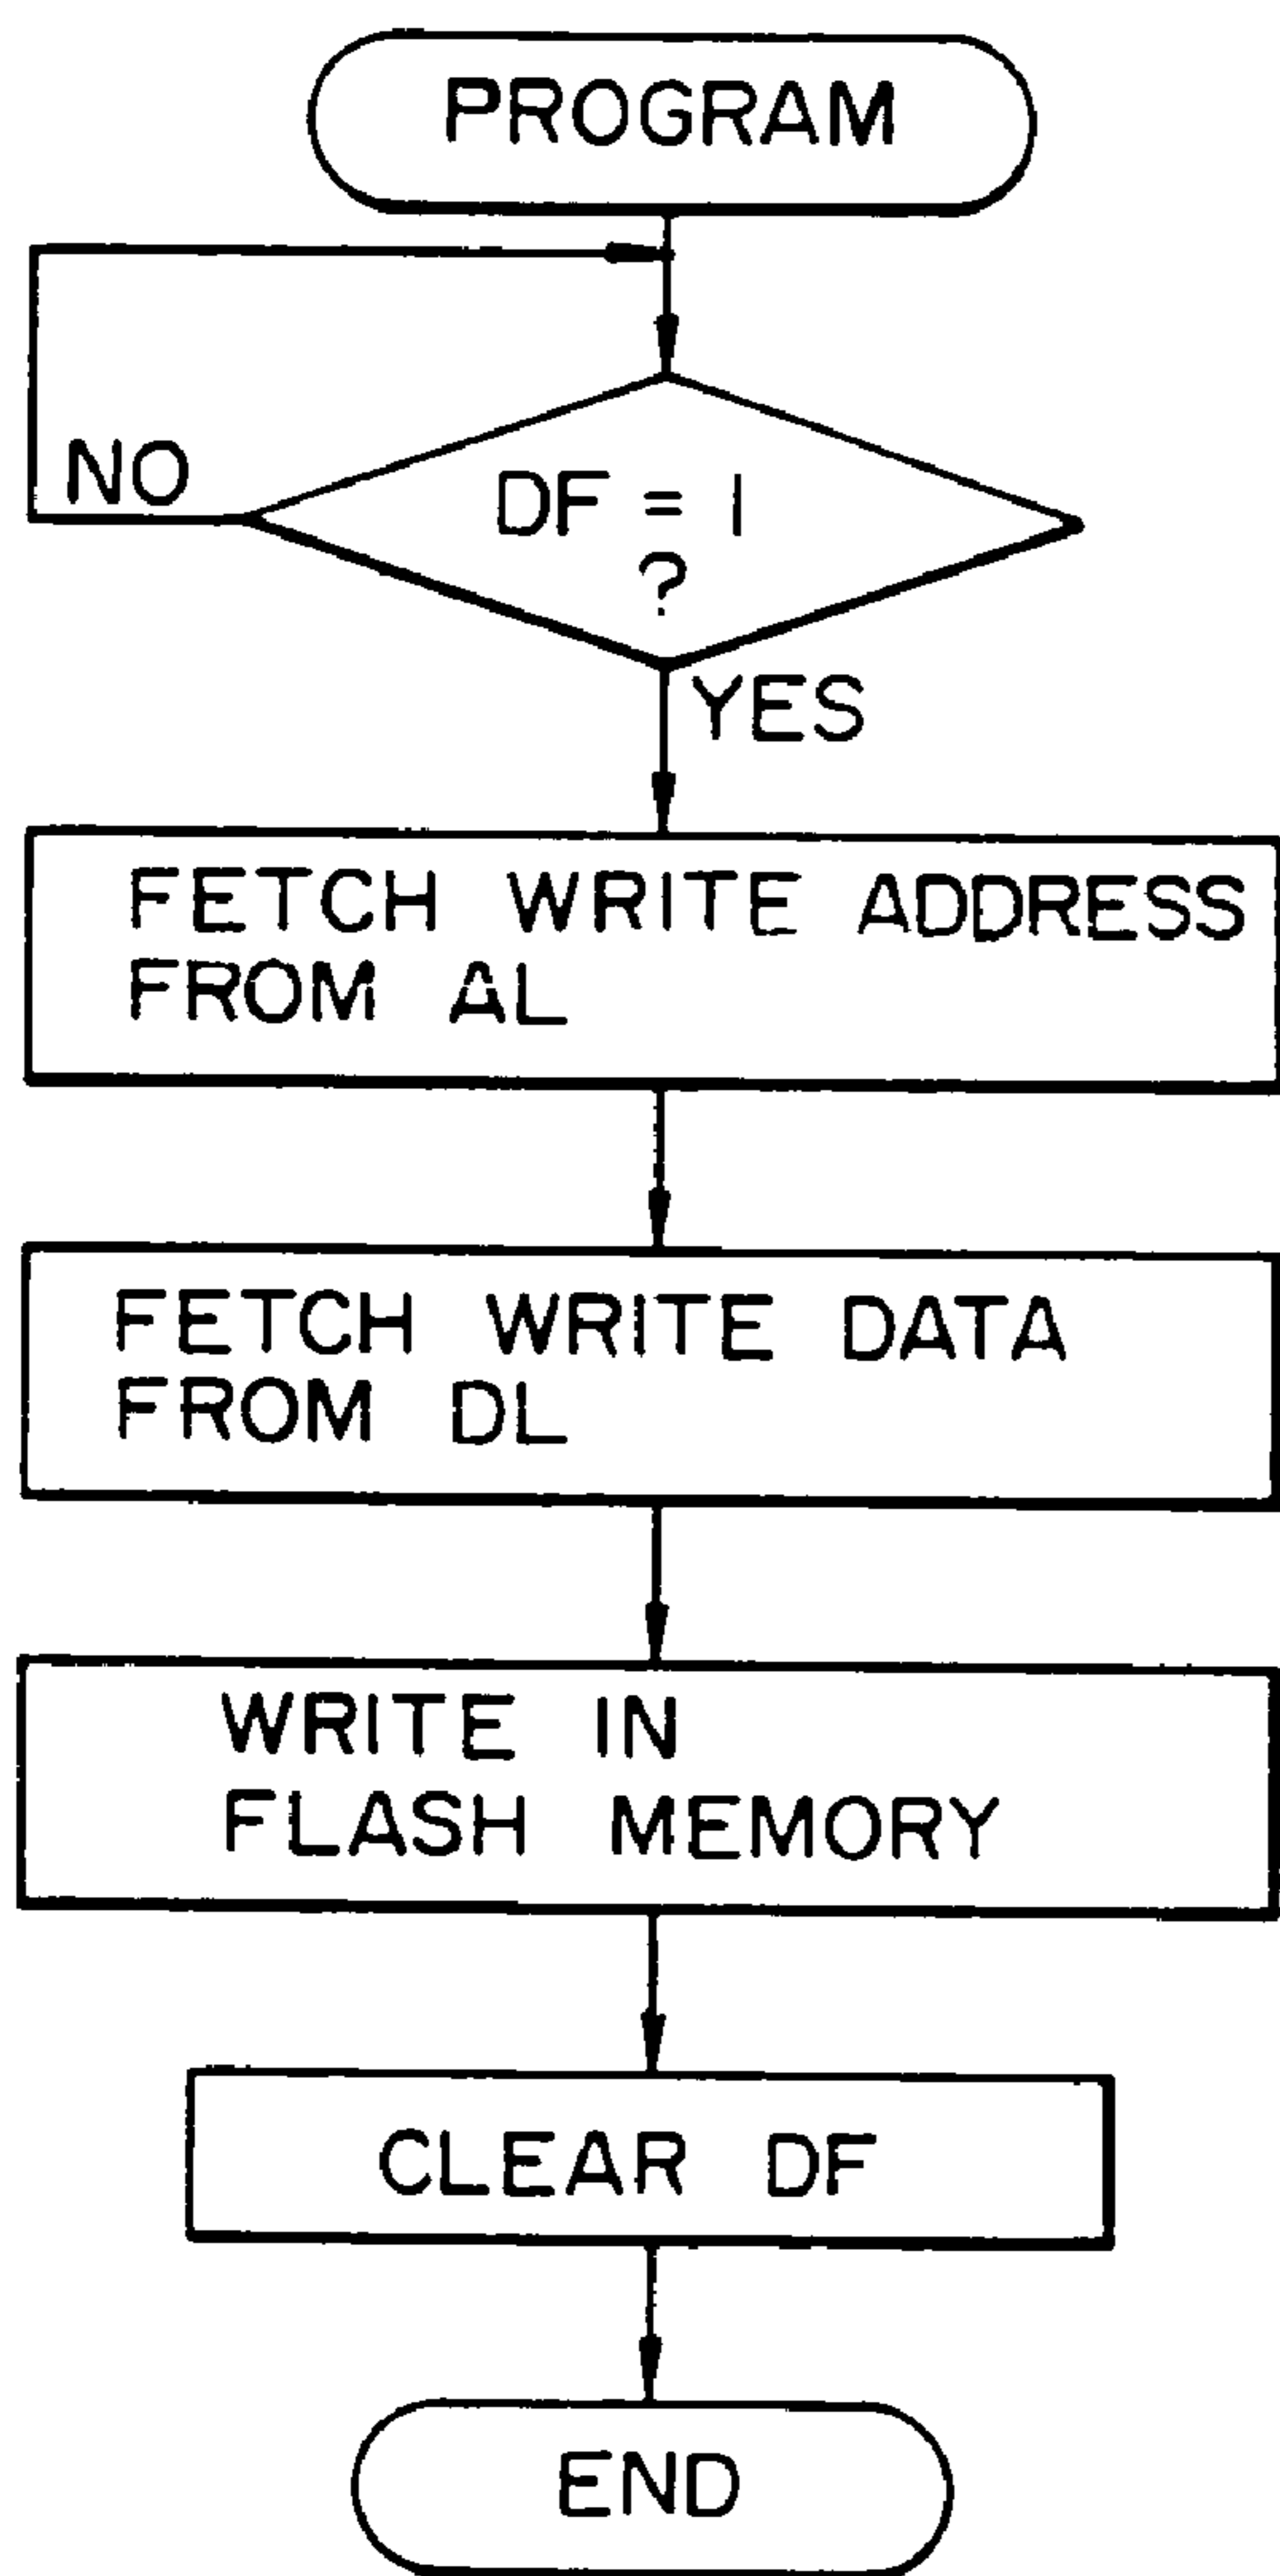 PROGRAM
NO
DF = 1
?
YES
FETCH WRITE ADDRESS
FROM AL
FETCH WRITE DATA
FROM DL
WRITE IN
FLASH MEMORY
CLEAR DF
END